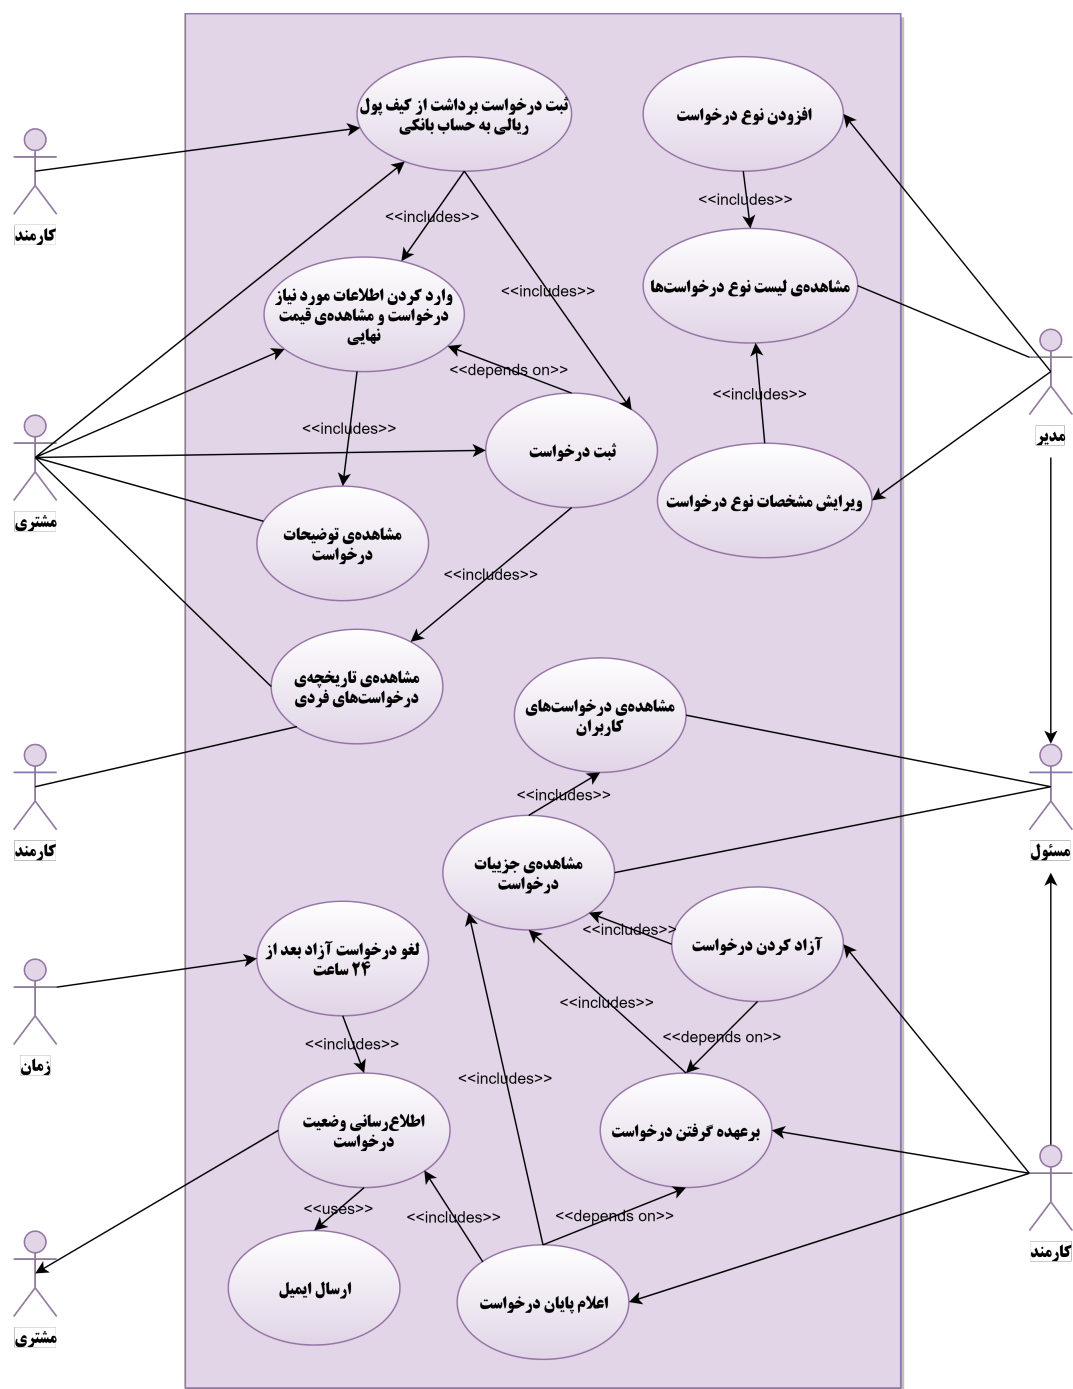 ثبت درخواست برداشت از کیف پول
ریالی به حساب بانکی
افزودن نوع درخواست
کارمند
<<includes>>
<<includes>>
مشاهده‌ی لیست نوع درخواست‌ها
وارد کردن اطلاعات مورد نیاز
درخواست و مشاهده‌ی قیمت
نهایی
<<includes>>
<<depends on>>
<<includes>>
<<includes>>
مدیر
ثبت درخواست
ویرایش مشخصات نوع درخواست
مشتری
مشاهده‌ی توضیحات
درخواست
<<includes>>
مشاهده‌ی تاریخچه‌ی
درخواست‌های فردی
مشاهده‌ی درخواست‌های
کاربران
<<includes>>
کارمند
مسئول
مشاهده‌ی جزییات
درخواست
<<includes>>
آزاد کردن درخواست
لغو درخواست آزاد بعد از
۲۴ ساعت
<<includes>>
<<depends on>>
<<includes>>
زمان
<<includes>>
اطلاع‌رسانی وضعیت
درخواست
برعهده گرفتن درخواست
<<uses>>
<<includes>>
<<depends on>>
کارمند
ارسال ایمیل
اعلام پایان درخواست
مشتری